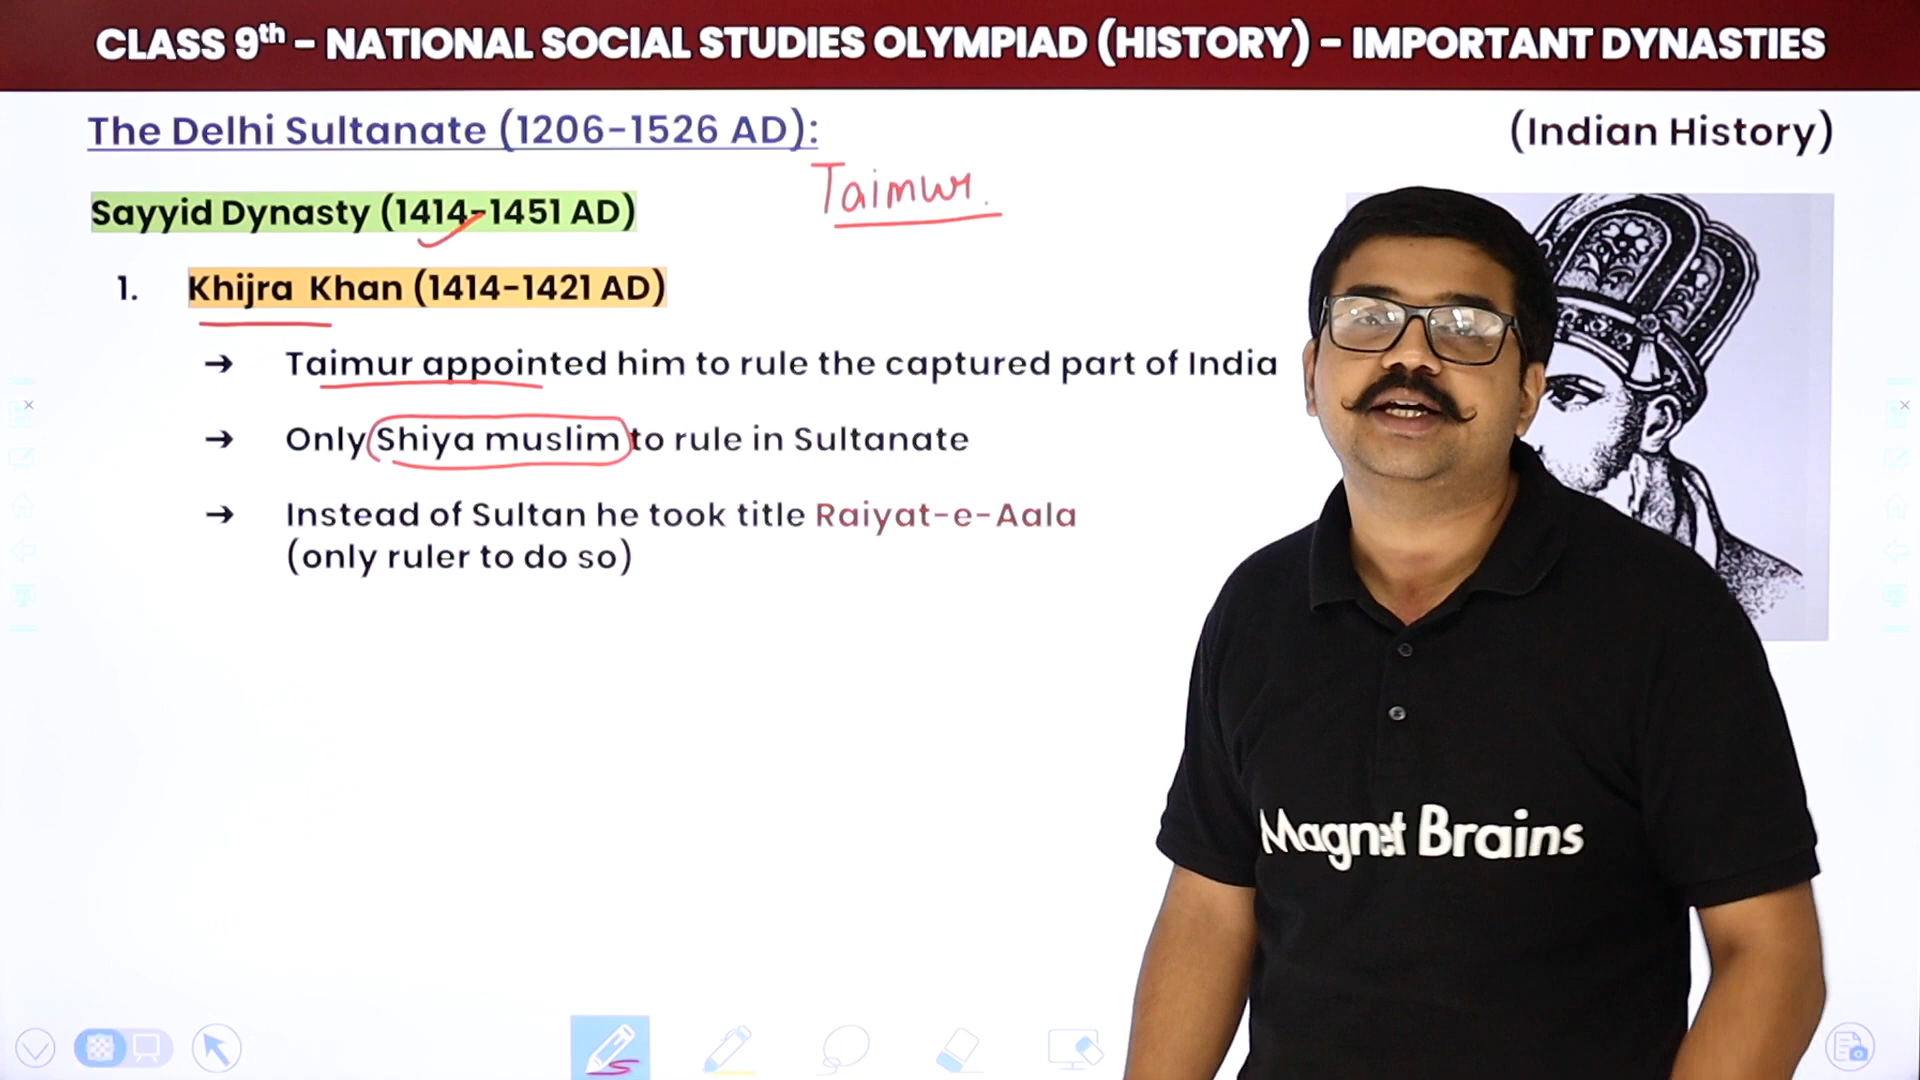 CLASS 9th - NATIONAL SOCIAL STUDIES OLYMPIAD (HISTORY) - IMPORTANT DYNASTIES
The Delhi Sultanate (1206-1526 AD):
(Indian History)
Taimur.
Sayyid Dynasty (1414-1451 AD)
1. Khijra Khan (1414-1421 AD)
→ Taimur appointed him to rule the captured part of India
→ Only Shiya muslim to rule in Sultanate
→ Instead of Sultan he took title Raiyat-e-Aala
(only ruler to do so)
Magnet Brains